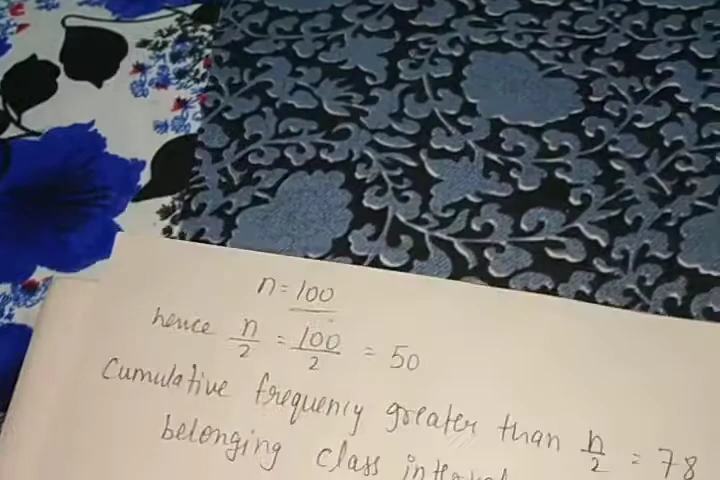 n = 100
hence n/2 = 100/2 = 50
Cumulative frequency greater than n/2 = 78
belonging class